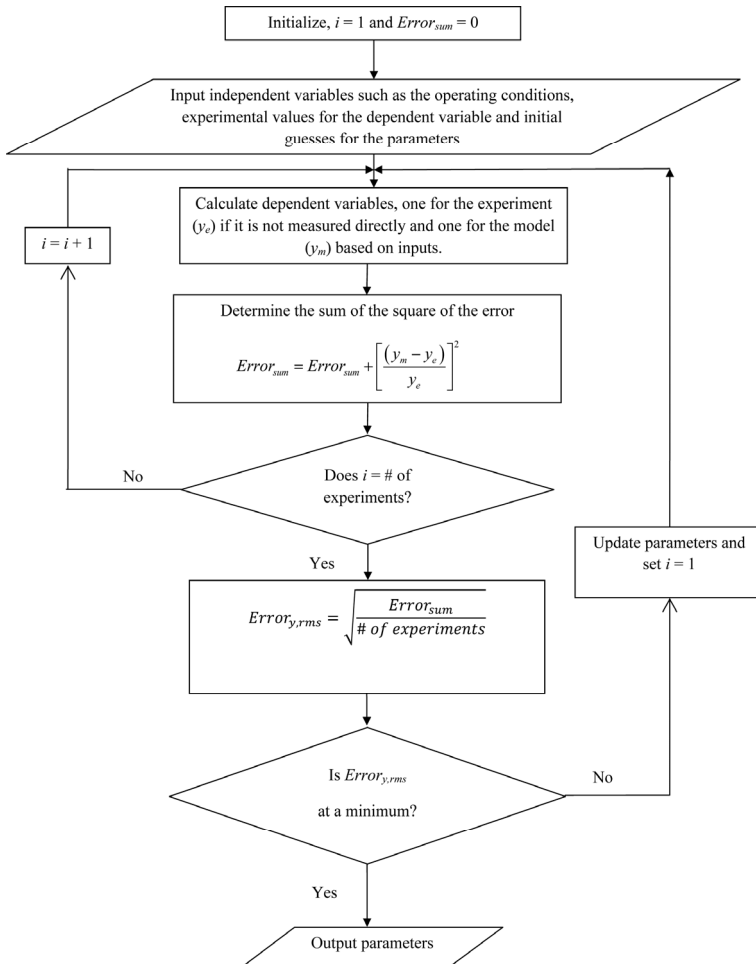 Initialize, i = 1 and Error_sum = 0
Input independent variables such as the operating conditions,
experimental values for the dependent variable and initial
guesses for the parameters
Calculate dependent variables, one for the experiment
(y_e) if it is not measured directly and one for the model
(y_m) based on inputs.
i = i + 1
Determine the sum of the square of the error
Error_sum = Error_sum + [(y_m − y_e) / y_e]^2
No
Does i = # of
experiments?
Yes
Update parameters and
set i = 1
Error_y,rms = √(Error_sum / # of experiments)
Is Error_y,rms
at a minimum?
No
Yes
Output parameters